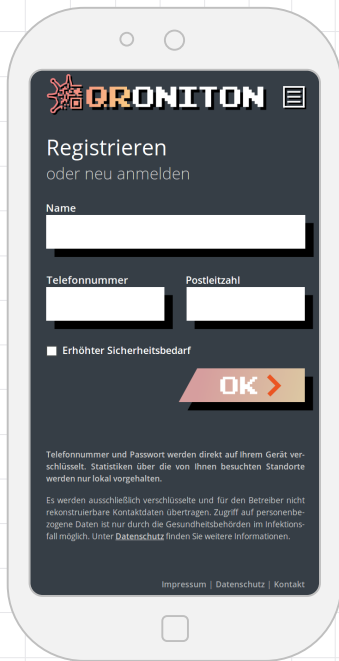 QRONITON
Registrieren
oder neu anmelden
Name
Telefonnummer Postleitzahl
Erhöhter Sicherheitsbedarf
OK
Telefonnummer und Passwort werden direkt auf Ihrem Gerät ver-
schlüsselt. Statistiken über die von Ihnen besuchten Standorte
werden nur lokal vorgehalten.
Es werden ausschließlich verschlüsselte und für den Betreiber nicht
rekonstruierbare Kontaktdaten übertragen. Zugriff auf personenbe-
zogene Daten ist nur durch die Gesundheitsbehörden im Infektions-
fall möglich. Unter Datenschutz finden Sie weitere Informationen.
Impressum | Datenschutz | Kontakt